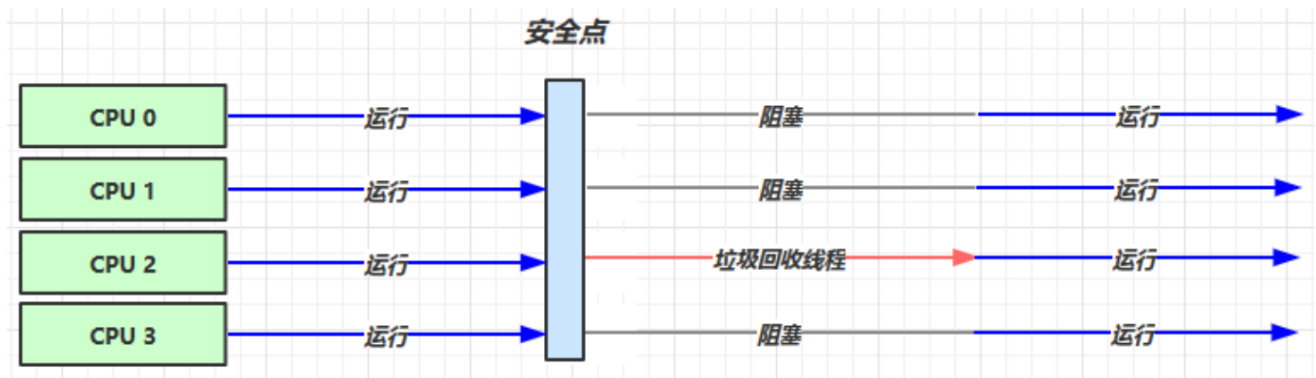 安全点
CPU 0 运行 阻塞 运行
CPU 1 运行 阻塞 运行
CPU 2 运行 垃圾回收线程 运行
CPU 3 运行 阻塞 运行